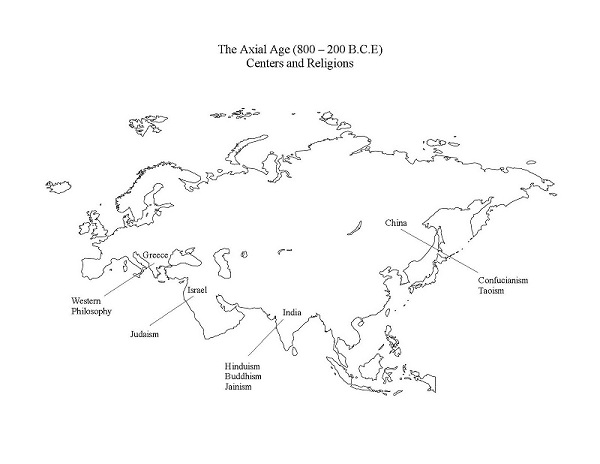 The Axial Age (800 – 200 B.C.E)
Centers and Religions
China
Greece
Confucianism
Taoism
Israel
Western
Philosophy
India
Judaism
Hinduism
Buddhism
Jainism